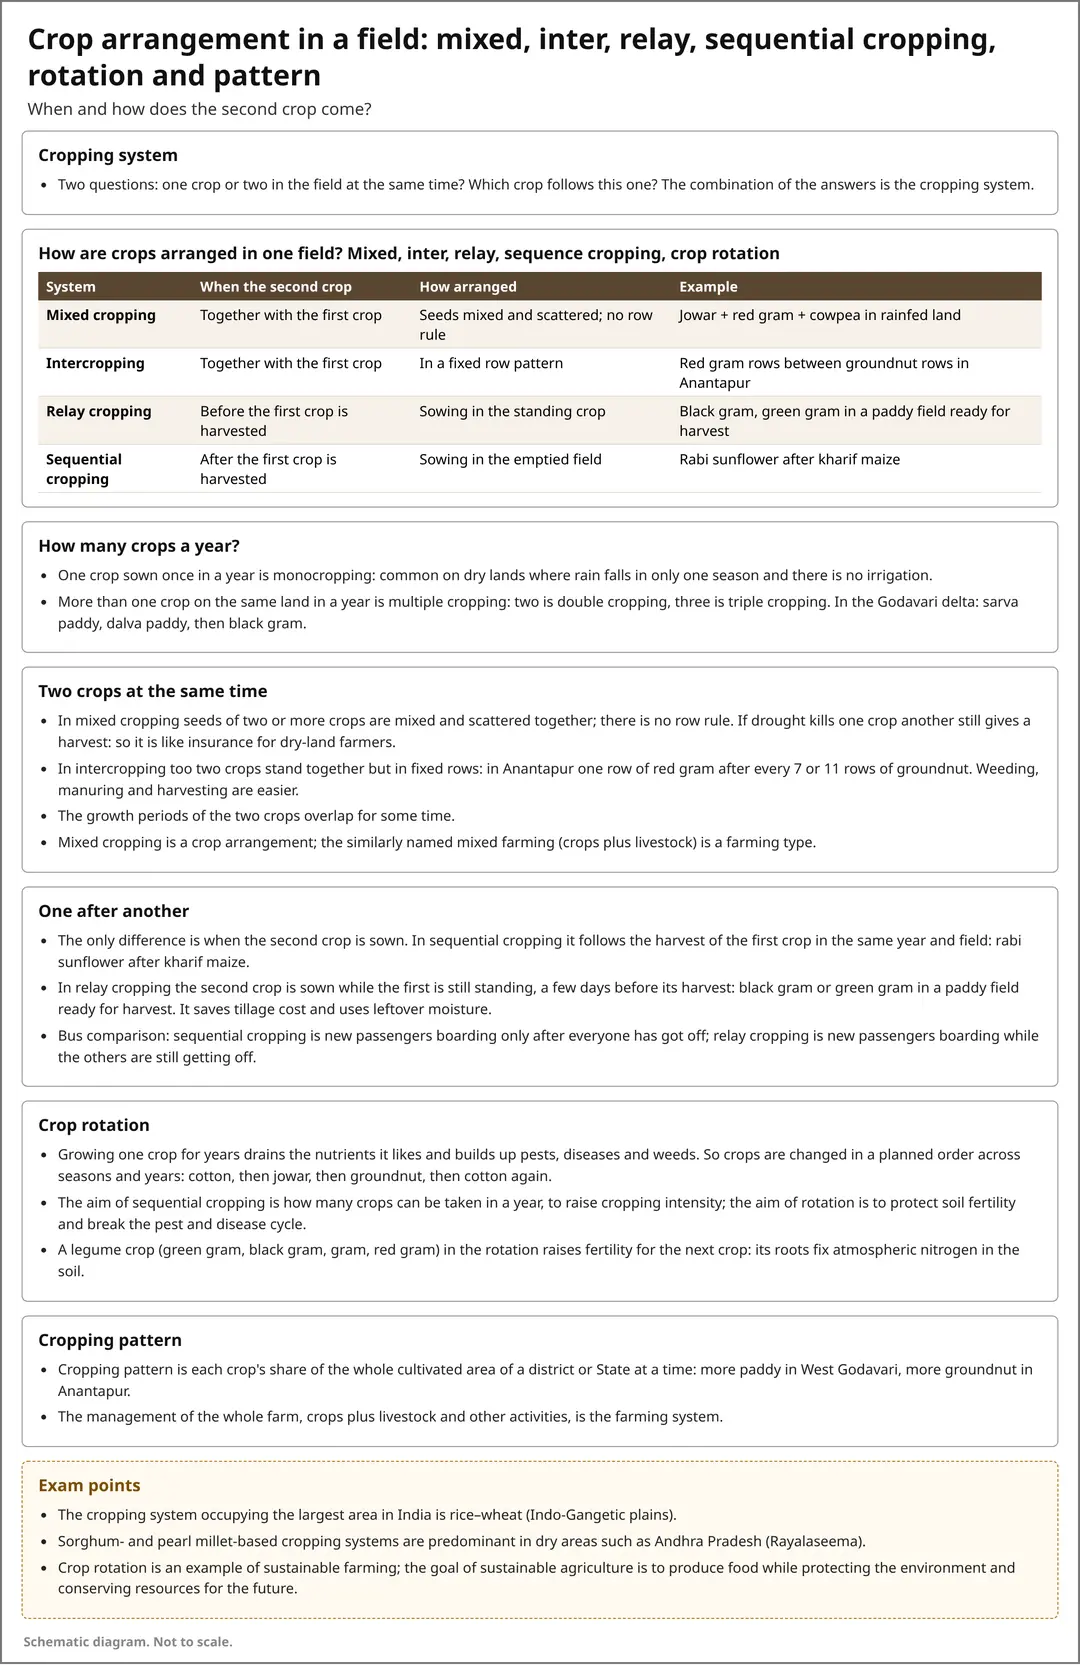 Crop arrangement in a field: mixed, inter, relay, sequential cropping,
rotation and pattern
When and how does the second crop come?
Cropping system
• Two questions: one crop or two in the field at the same time? Which crop follows this one? The combination of the answers is the cropping system.
How are crops arranged in one field? Mixed, inter, relay, sequence cropping, crop rotation
System When the second crop How arranged Example
Mixed cropping Together with the first crop Seeds mixed and scattered; no row Jowar + red gram + cowpea in rainfed land
rule
Intercropping Together with the first crop In a fixed row pattern Red gram rows between groundnut rows in
Anantapur
Relay cropping Before the first crop is Sowing in the standing crop Black gram, green gram in a paddy field ready for
harvested harvest
Sequential After the first crop is Sowing in the emptied field Rabi sunflower after kharif maize
cropping harvested
How many crops a year?
• One crop sown once in a year is monocropping: common on dry lands where rain falls in only one season and there is no irrigation.
• More than one crop on the same land in a year is multiple cropping: two is double cropping, three is triple cropping. In the Godavari delta: sarva
paddy, dalva paddy, then black gram.
Two crops at the same time
• In mixed cropping seeds of two or more crops are mixed and scattered together; there is no row rule. If drought kills one crop another still gives a
harvest: so it is like insurance for dry-land farmers.
• In intercropping too two crops stand together but in fixed rows: in Anantapur one row of red gram after every 7 or 11 rows of groundnut. Weeding,
manuring and harvesting are easier.
• The growth periods of the two crops overlap for some time.
• Mixed cropping is a crop arrangement; the similarly named mixed farming (crops plus livestock) is a farming type.
One after another
• The only difference is when the second crop is sown. In sequential cropping it follows the harvest of the first crop in the same year and field: rabi
sunflower after kharif maize.
• In relay cropping the second crop is sown while the first is still standing, a few days before its harvest: black gram or green gram in a paddy field
ready for harvest. It saves tillage cost and uses leftover moisture.
• Bus comparison: sequential cropping is new passengers boarding only after everyone has got off; relay cropping is new passengers boarding while
the others are still getting off.
Crop rotation
• Growing one crop for years drains the nutrients it likes and builds up pests, diseases and weeds. So crops are changed in a planned order across
seasons and years: cotton, then jowar, then groundnut, then cotton again.
• The aim of sequential cropping is how many crops can be taken in a year, to raise cropping intensity; the aim of rotation is to protect soil fertility
and break the pest and disease cycle.
• A legume crop (green gram, black gram, gram, red gram) in the rotation raises fertility for the next crop: its roots fix atmospheric nitrogen in the
soil.
Cropping pattern
• Cropping pattern is each crop's share of the whole cultivated area of a district or State at a time: more paddy in West Godavari, more groundnut in
Anantapur.
• The management of the whole farm, crops plus livestock and other activities, is the farming system.
Exam points
• The cropping system occupying the largest area in India is rice–wheat (Indo-Gangetic plains).
• Sorghum- and pearl millet-based cropping systems are predominant in dry areas such as Andhra Pradesh (Rayalaseema).
• Crop rotation is an example of sustainable farming; the goal of sustainable agriculture is to produce food while protecting the environment and
conserving resources for the future.
Schematic diagram. Not to scale.